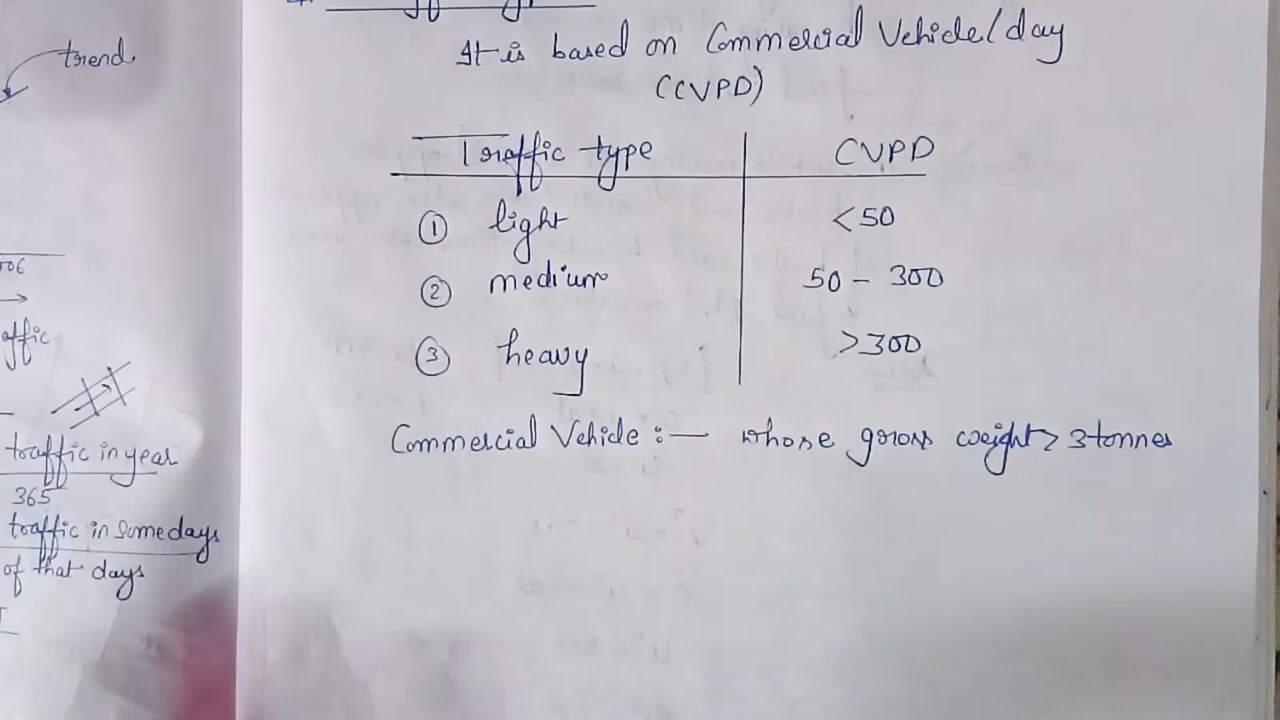 trend
006
affic
traffic in year
365
traffic in some days
of that days
It is based on Commercial Vehicle/day
(CVPD)
Traffic type CVPD
① light <50
② medium 50 - 300
③ heavy >300
Commercial Vehicle :— whose gross weight > 3 tonnes